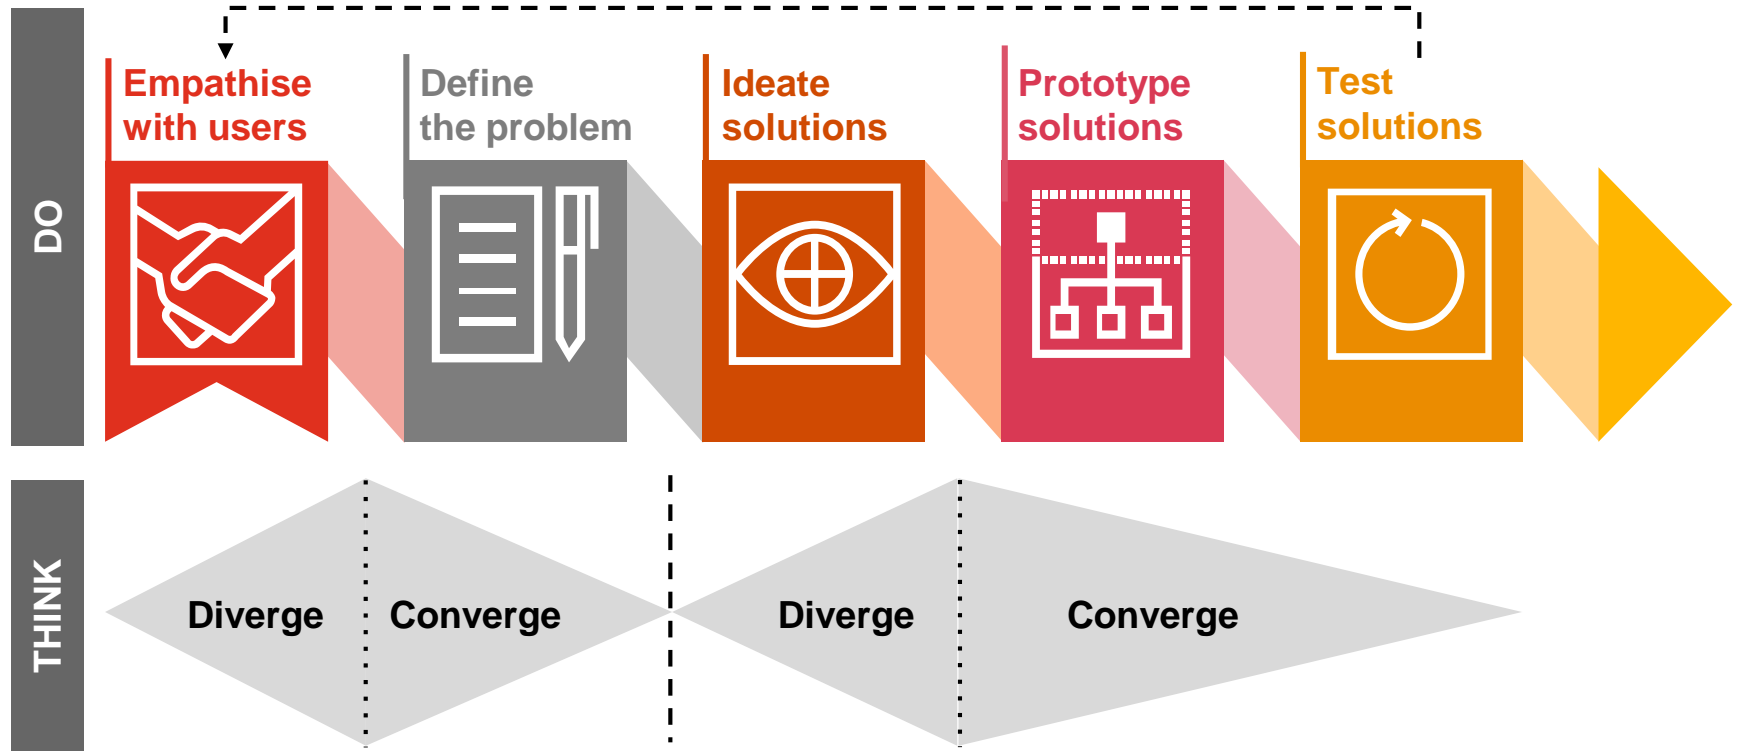 DO
Empathise
with users
Define
the problem
Ideate
solutions
Prototype
solutions
Test
solutions
THINK
Diverge
Converge
Diverge
Converge